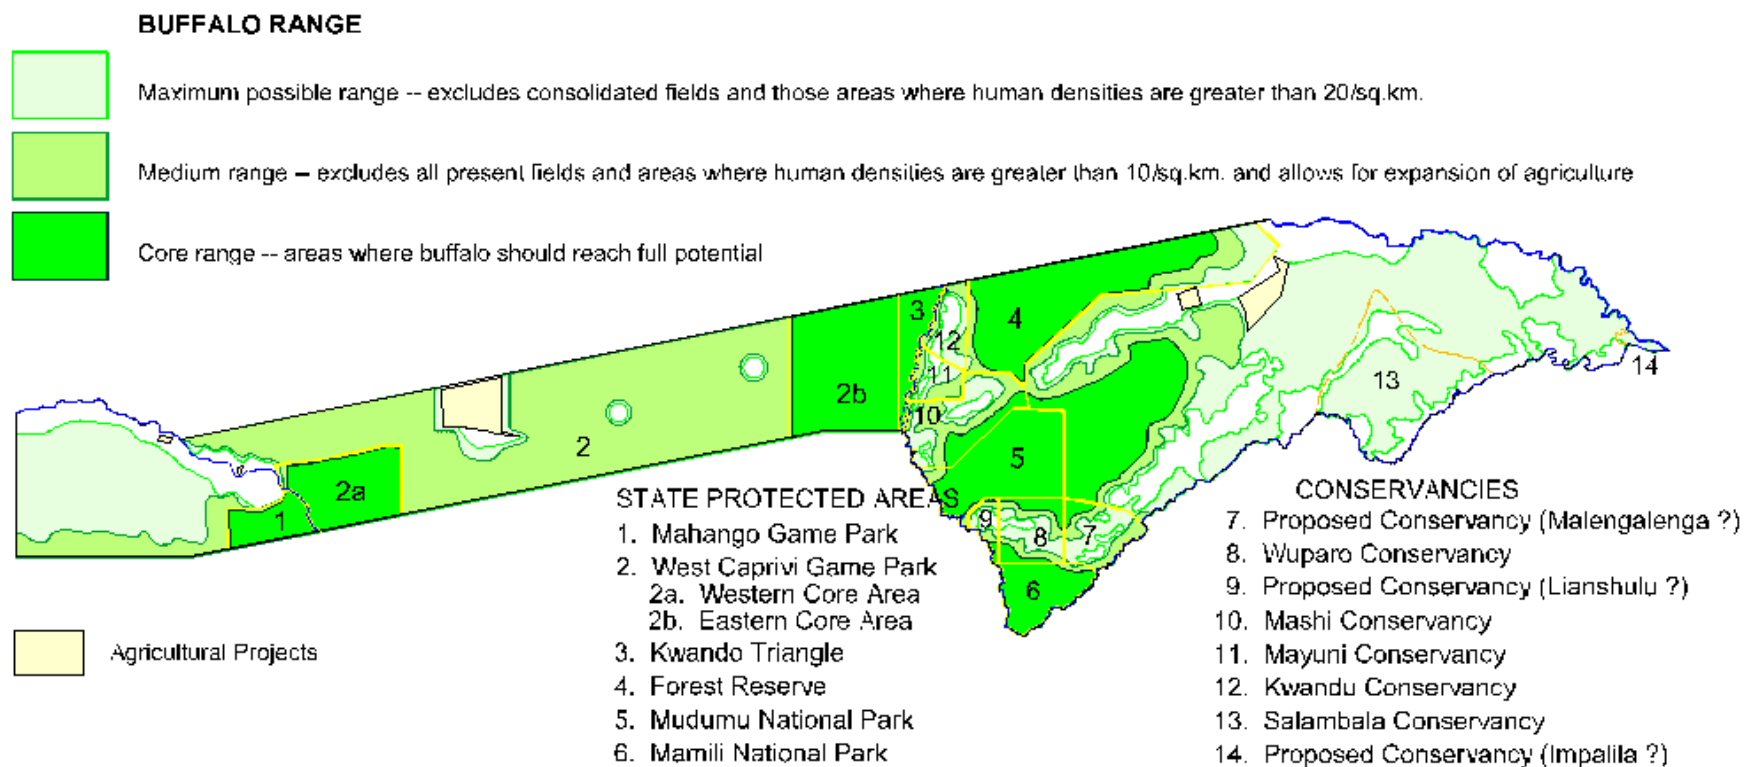 BUFFALO RANGE
Maximum possible range -- excludes consolidated fields and those areas where human densities are greater than 20/sq.km.
Medium range -- excludes all present fields and areas where human densities are greater than 10/sq.km. and allows for expansion of agriculture
Core range -- areas where buffalo should reach full potential
3
4
12
11
14
13
2b
10
2
5
2a
1
9
8
7
6
STATE PROTECTED AREAS
1. Mahango Game Park
2. West Caprivi Game Park
2a. Western Core Area
2b. Eastern Core Area
3. Kwando Triangle
4. Forest Reserve
5. Mudumu National Park
6. Mamili National Park
CONSERVANCIES
7. Proposed Conservancy (Malengalenga ?)
8. Wuparo Conservancy
9. Proposed Conservancy (Lianshulu ?)
10. Mashi Conservancy
11. Mayuni Conservancy
12. Kwandu Conservancy
13. Salambala Conservancy
14. Proposed Conservancy (Impalila ?)
Agricultural Projects